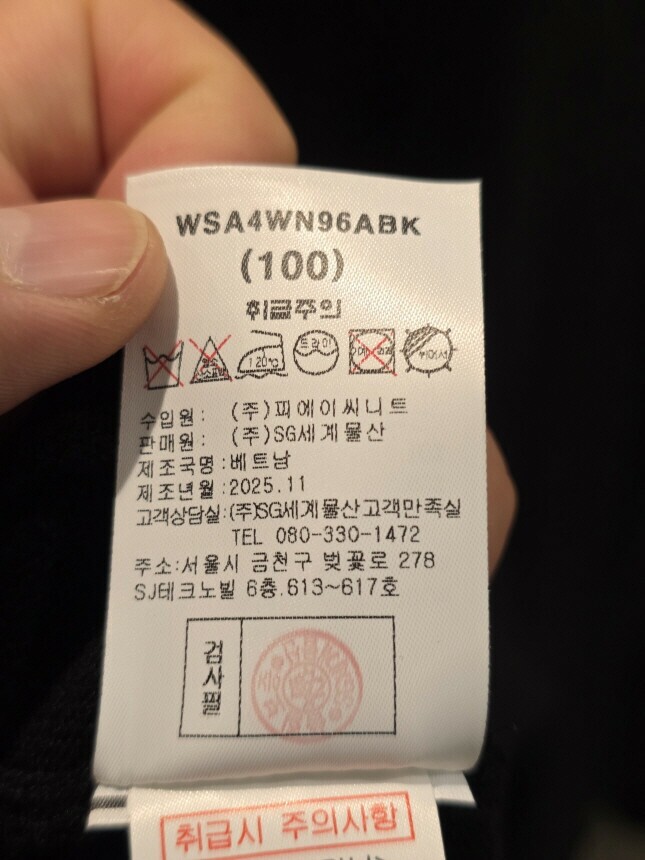 WSA4WN96ABK
(100)
취급주의
120℃ 드라이
수입원: (주)피에이씨니트
판매원: (주)SG세계물산
제조국명:베트남
제조년월:2025.11
고객상담실:(주)SG세계물산고객만족실
TEL 080-330-1472
주소:서울시 금천구 벚꽃로 278
SJ테크노빌 6층.613~617호
검사필
취급시 주의사항